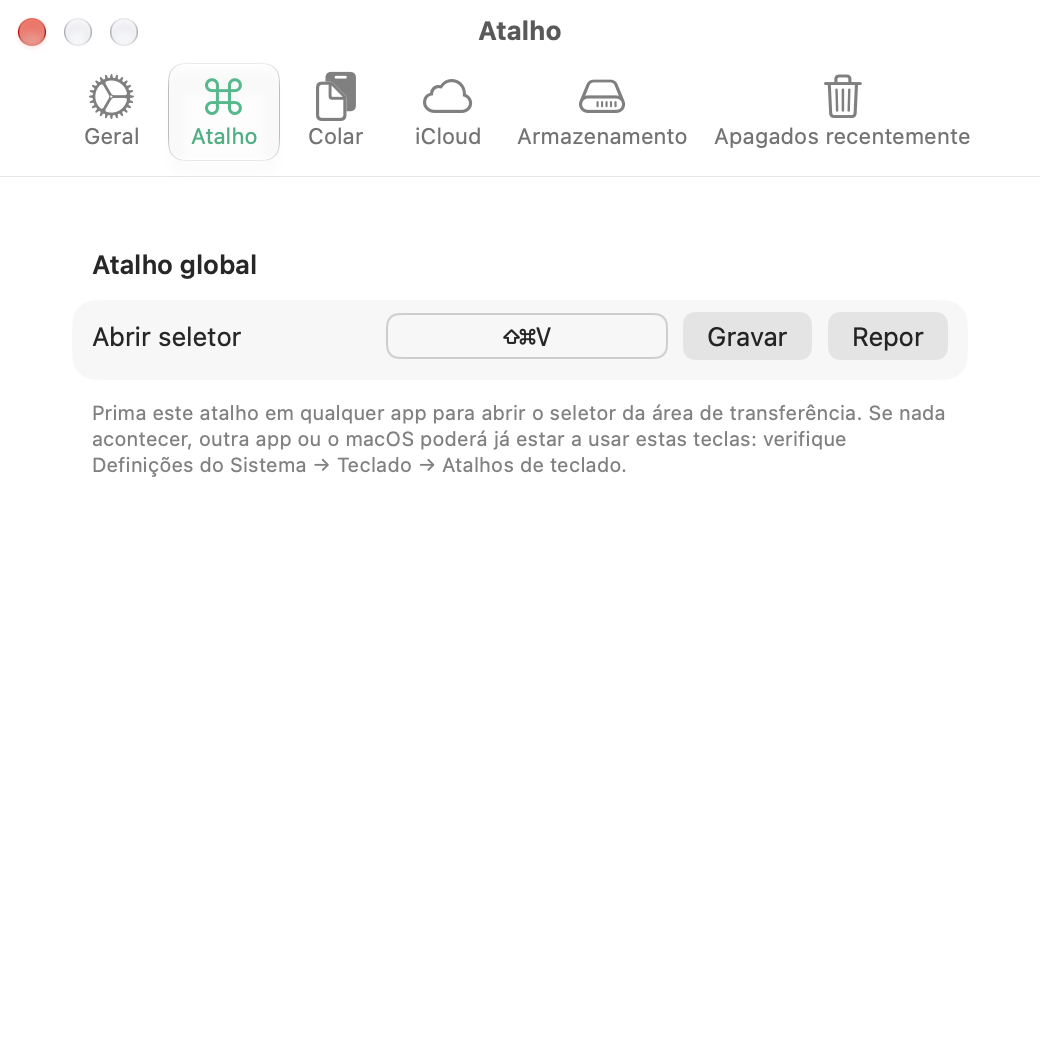 Atalho
Geral
Atalho
Colar
iCloud
Armazenamento
Apagados recentemente
Atalho global
Abrir seletor
⇧⌘V
Gravar
Repor
Prima este atalho em qualquer app para abrir o seletor da área de transferência. Se nada
acontecer, outra app ou o macOS poderá já estar a usar estas teclas: verifique
Definições do Sistema → Teclado → Atalhos de teclado.